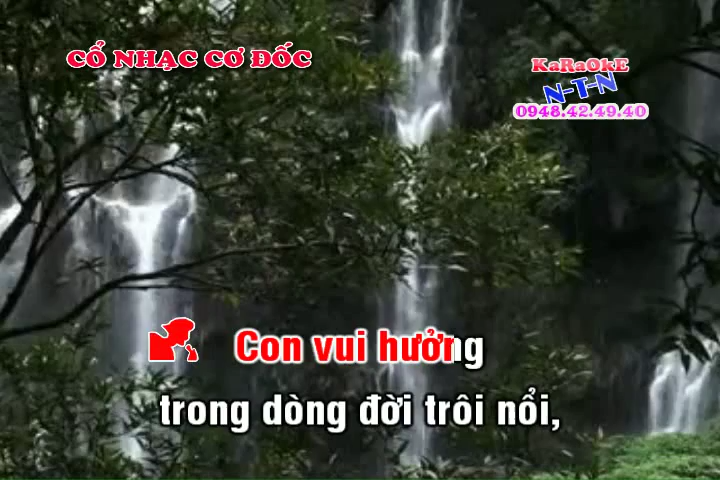 CỔ NHẠC CƠ ĐỐC
KaRaOkE
N-T-N
0948.42.49.40
Con vui hưởng
trong dòng đời trôi nổi,